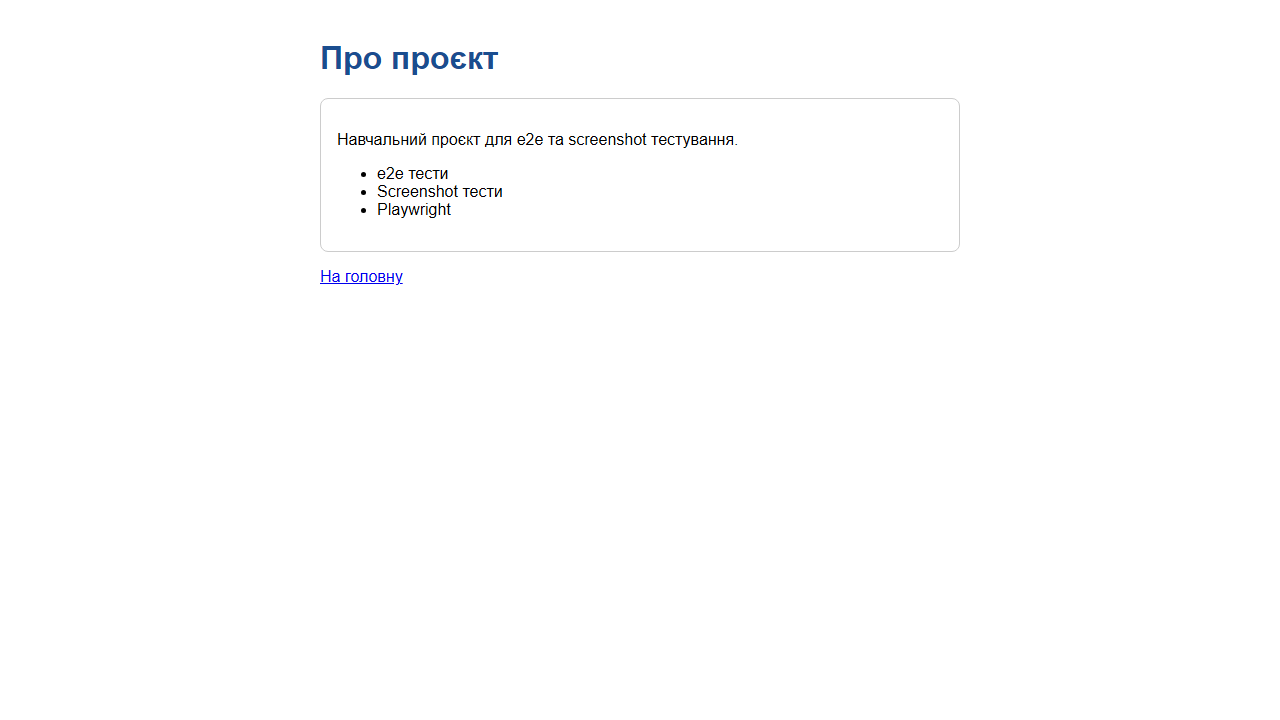 Про проєкт
Навчальний проєкт для e2e та screenshot тестування.
e2e тести
Screenshot тести
Playwright
На головну